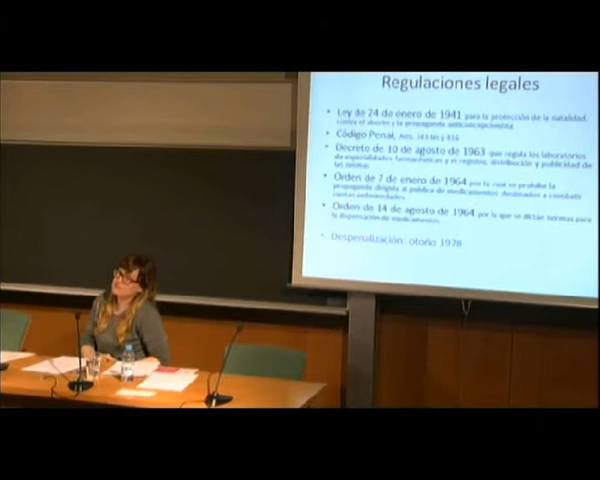 Regulaciones legales
• Ley de 24 de enero de 1941 para la protección de la natalidad,
contra el aborto y la propaganda anticoncepcionista
• Código Penal, Arts. 343 bis y 416
• Decreto de 10 de agosto de 1963 que regula los laboratorios
de especialidades farmacéuticas y el registro, distribución y publicidad de
las mismas
• Orden de 7 de enero de 1964 por la cual se prohíbe la
propaganda dirigida al público de medicamentos destinados a combatir
ciertas enfermedades
• Orden de 14 de agosto de 1964 por la que se dictan normas para
la dispensación de medicamentos.
• Despenalización: otoño 1978